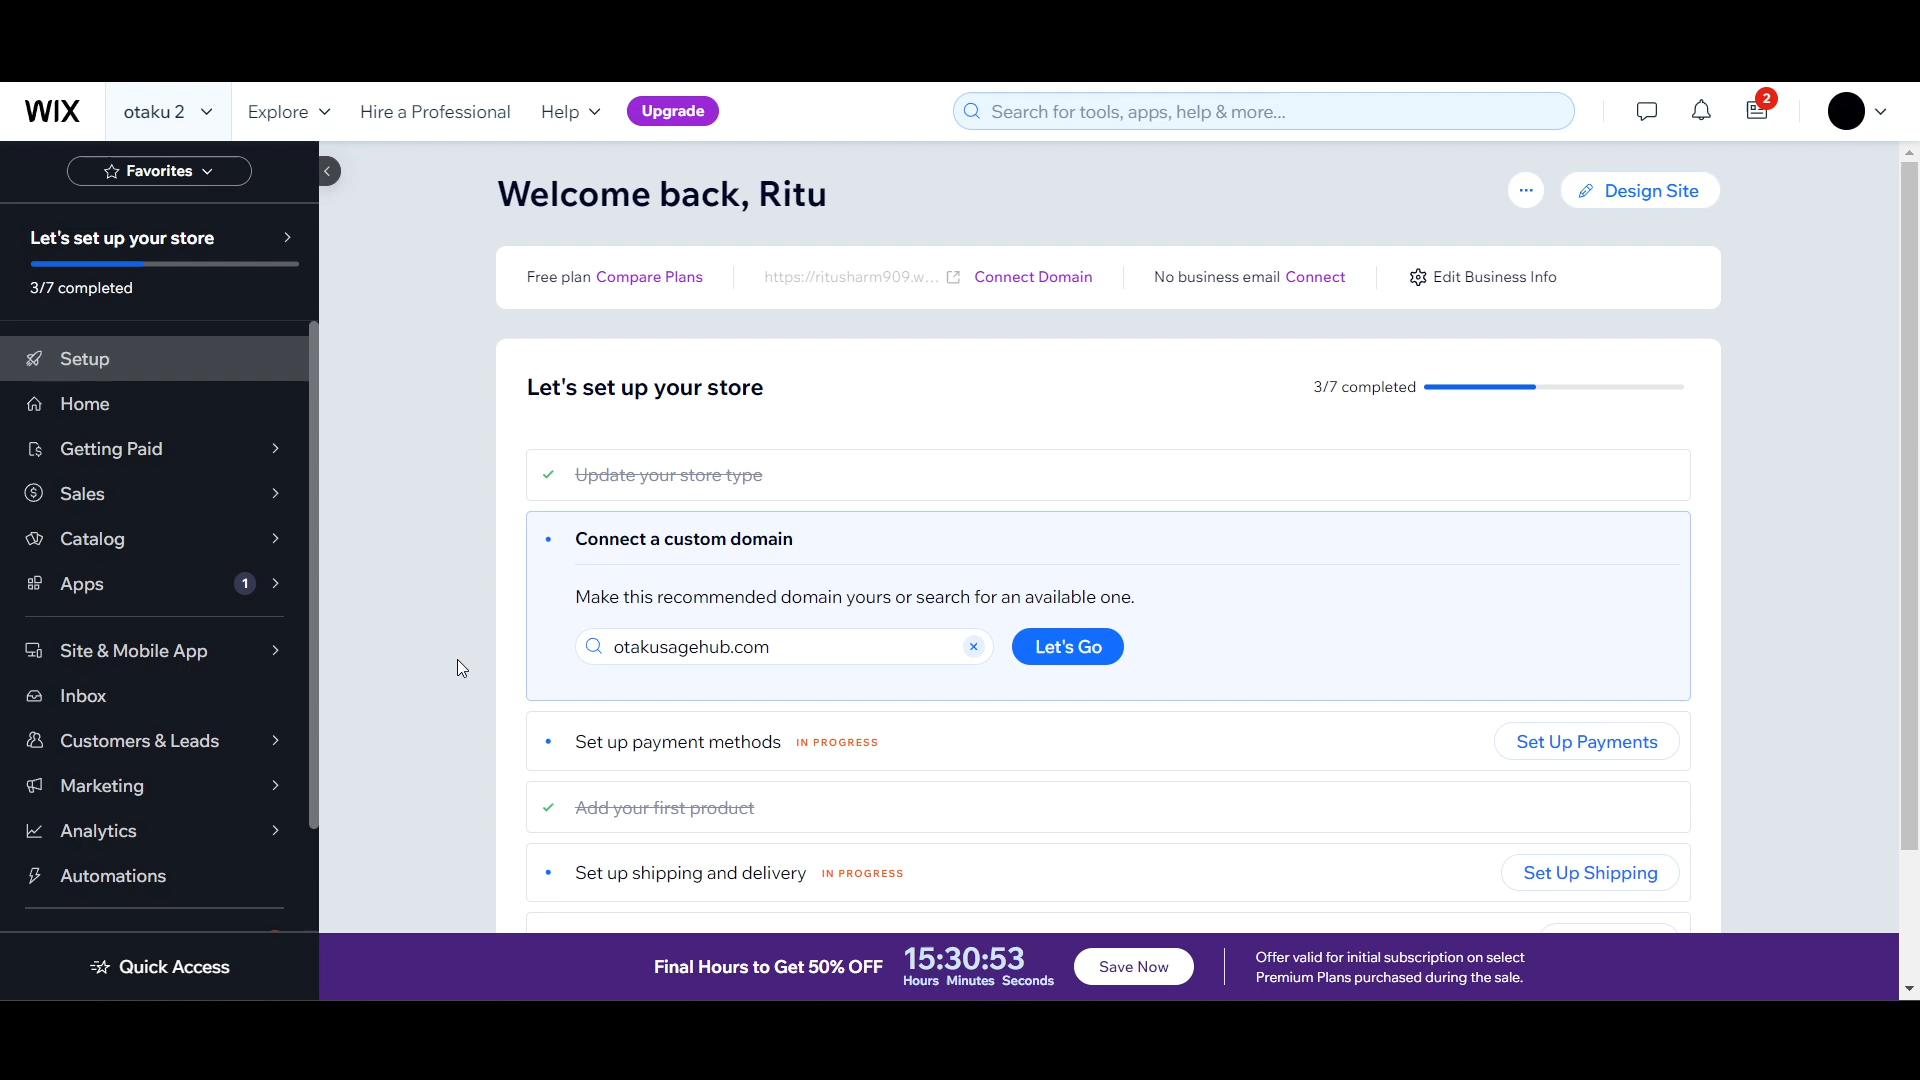 WIX
otaku 2
Explore
Hire a Professional
Help
Upgrade
Search for tools, apps, help & more...
2
Favorites
Let's set up your store
3/7 completed
Setup
Home
Getting Paid
Sales
Catalog
Apps
1
Site & Mobile App
Inbox
Customers & Leads
Marketing
Analytics
Automations
Quick Access
Welcome back, Ritu
Design Site
Free plan Compare Plans
https://ritusharm909.w... Connect Domain
No business email Connect
Edit Business Info
Let's set up your store
3/7 completed
Update your store type
Connect a custom domain
Make this recommended domain yours or search for an available one.
otakusagehub.com
Let's Go
Set up payment methods IN PROGRESS
Set Up Payments
Add your first product
Set up shipping and delivery IN PROGRESS
Set Up Shipping
Final Hours to Get 50% OFF
15:30:53
Hours Minutes Seconds
Save Now
Offer valid for initial subscription on select
Premium Plans purchased during the sale.